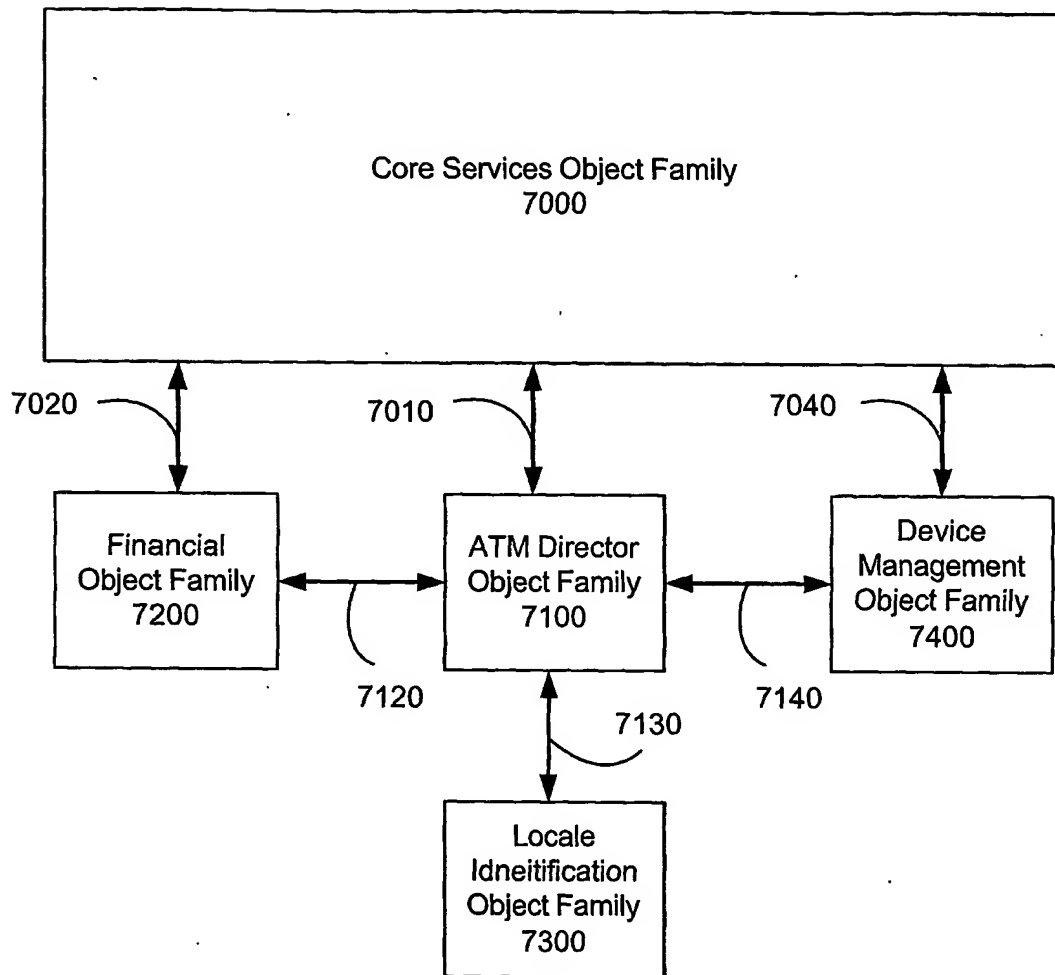 Core Services Object Family
7000
7020
7010
7040
Financial
Object Family
7200
ATM Director
Object Family
7100
Device
Management
Object Family
7400
7120
7140
7130
Locale
Idneitification
Object Family
7300